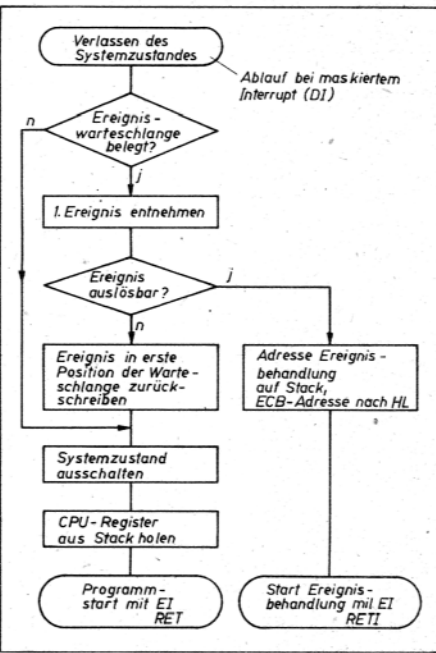 Verlassen des
Systemzustandes
Ablauf bei maskiertem
Interrupt (DI)
Ereignis-
warteschlange
belegt?
n
j
1. Ereignis entnehmen
Ereignis
auslösbar?
j
n
Ereignis in erste
Position der Warte-
schlange zurück-
schreiben
Adresse Ereignis-
behandlung
auf Stack,
ECB-Adresse nach HL
Systemzustand
ausschalten
CPU-Register
aus Stack holen
Programm-
start mit EI
RET
Start Ereignis-
behandlung mit EI
RETI